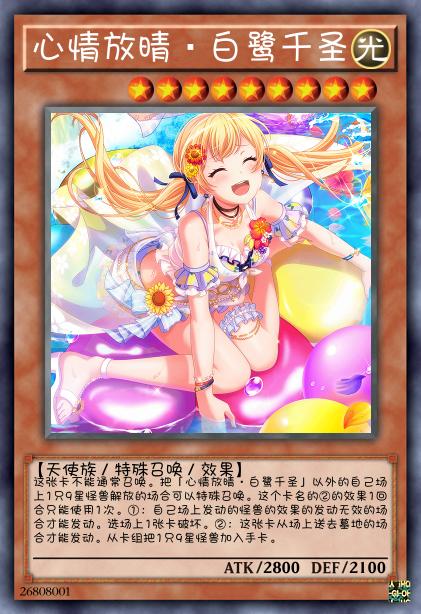 心情放晴·白鹭千圣 光
【天使族 / 特殊召唤 / 效果】
这张卡不能通常召唤。把「心情放晴·白鹭千圣」以外的自己场
上1只9星怪兽解放的场合可以特殊召唤。这个卡名的②的效果1回
合只能使用1次。①：自己场上发动的怪兽的效果的发动无效的场
合才能发动。选场上1张卡破坏。②：这张卡从场上送去墓地的场
合才能发动。从卡组把1只9星怪兽加入手卡。
ATK/2800 DEF/2100
26808001